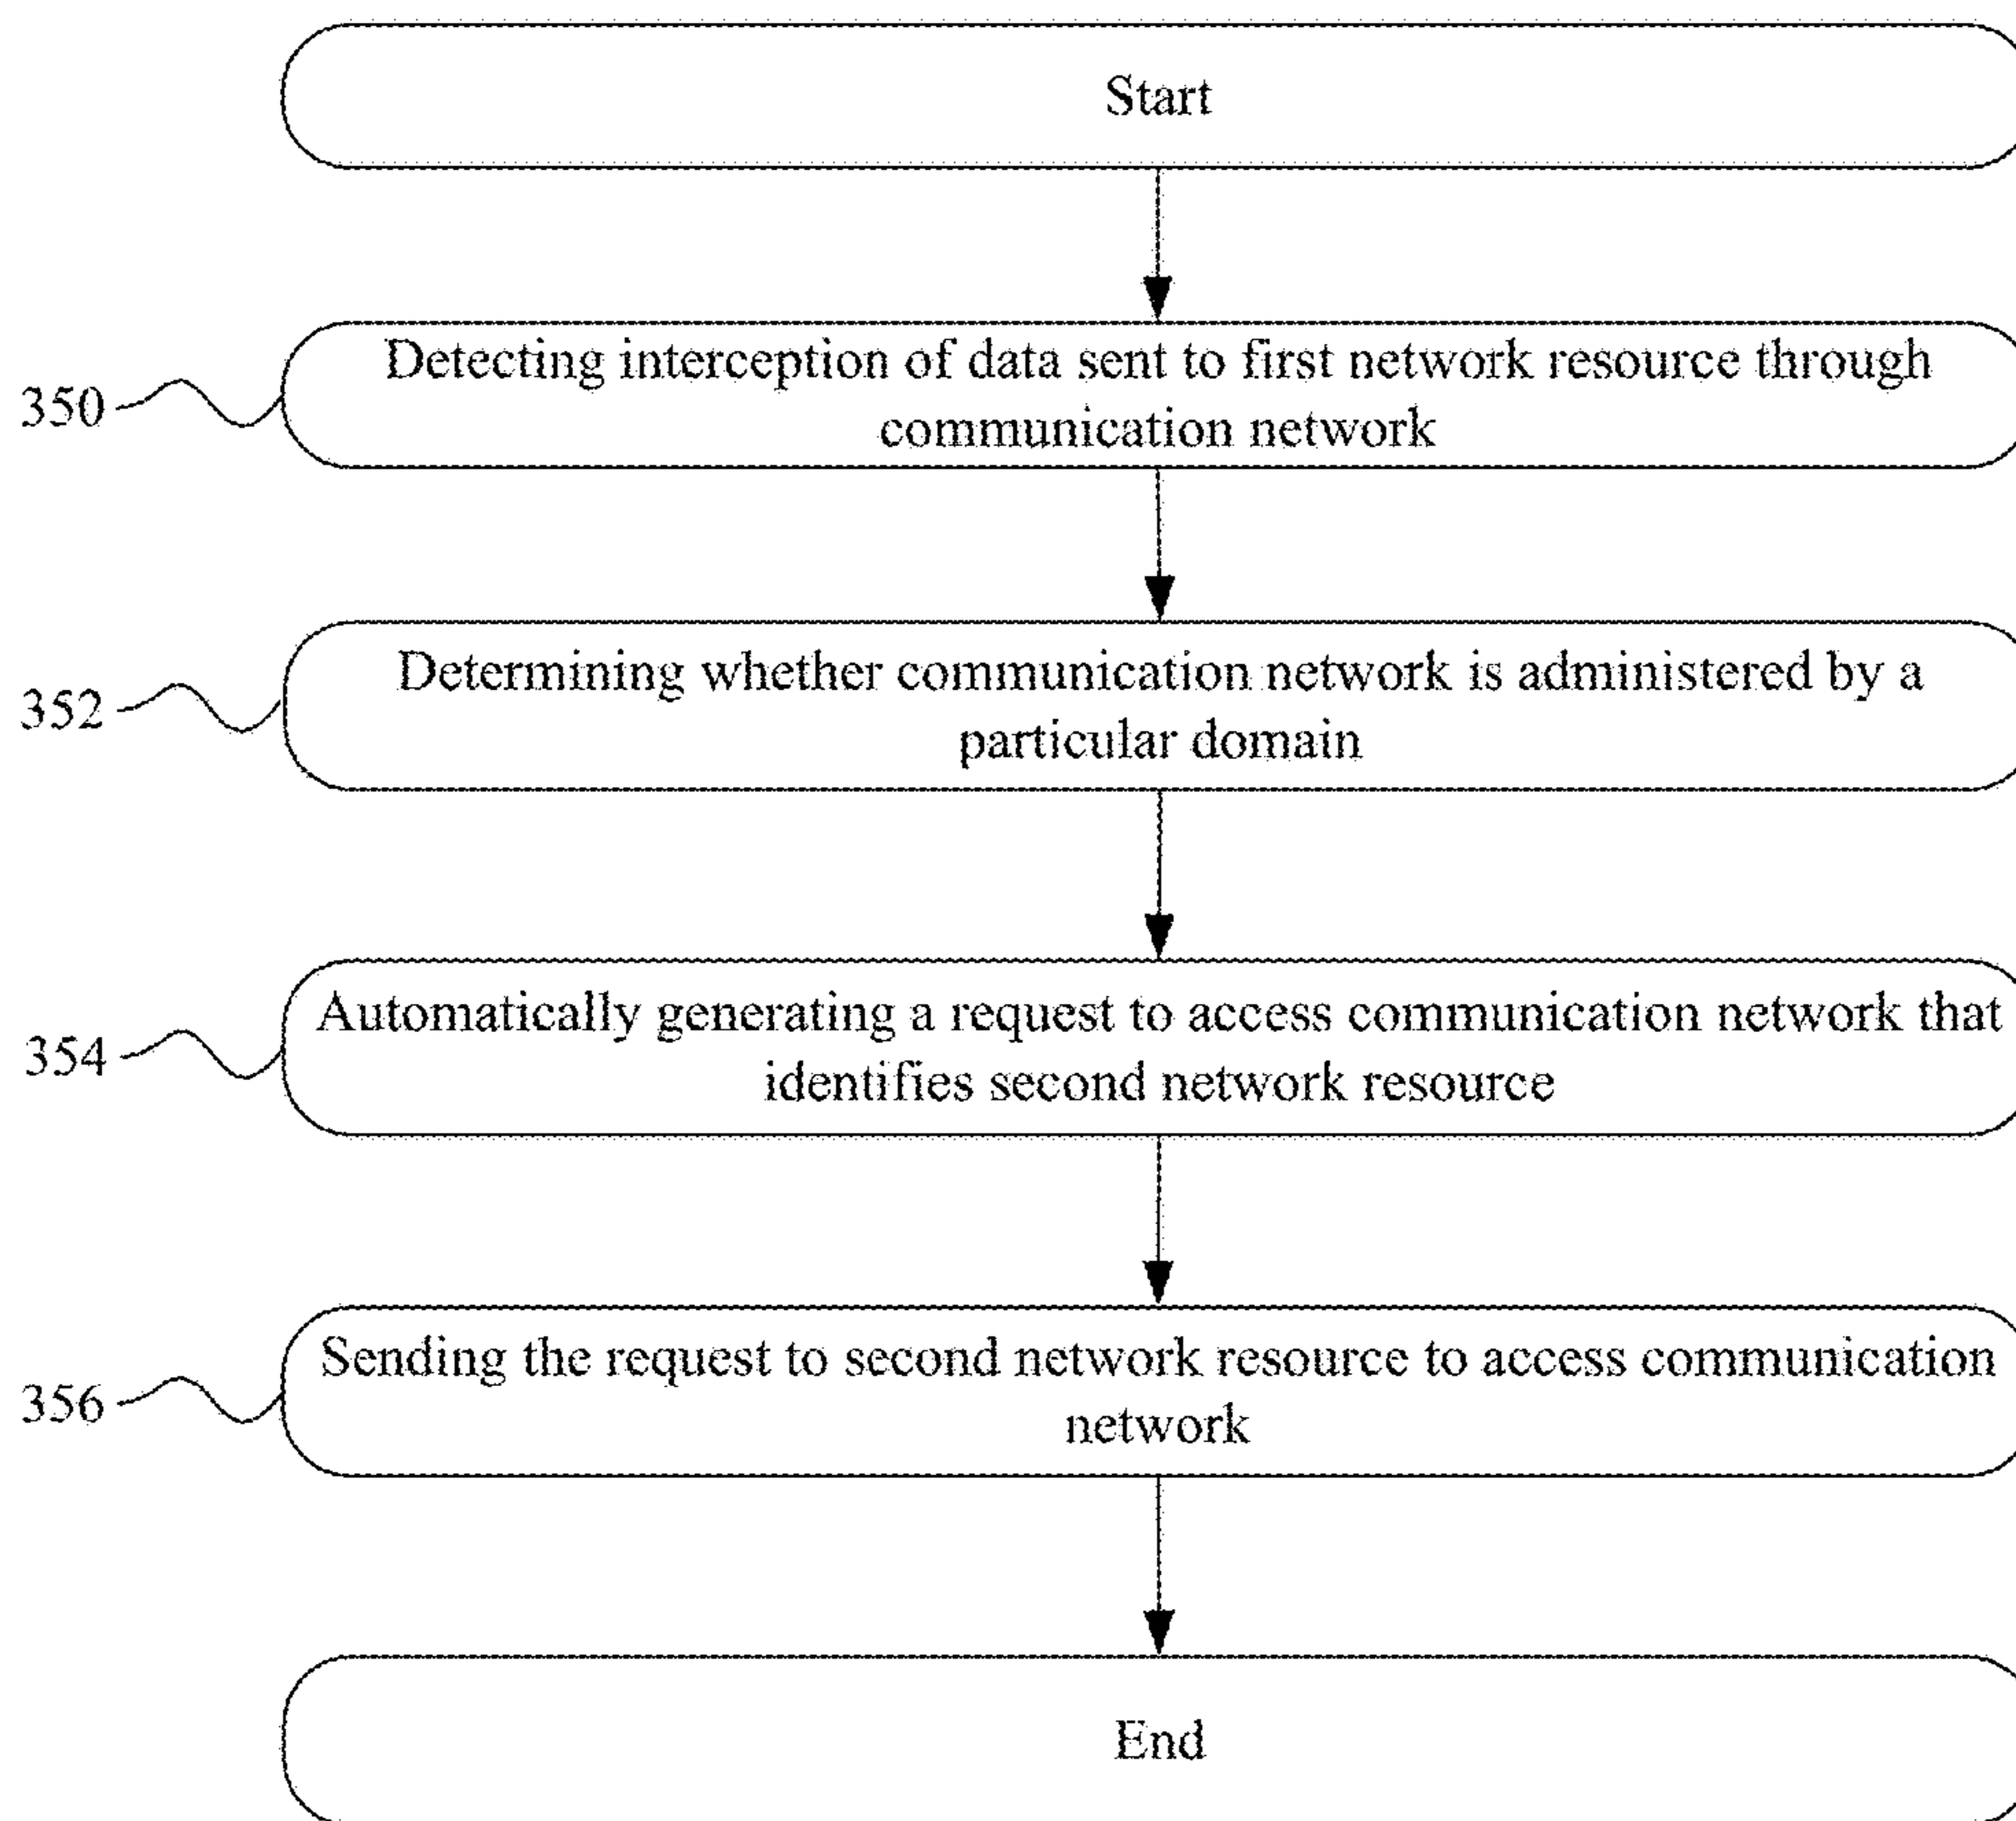 Start
350
Detecting interception of data sent to first network resource through
communication network
352
Determining whether communication network is administered by a
particular domain
354
Automatically generating a request to access communication network that
identifies second network resource
356
Sending the request to second network resource to access communication
network
End